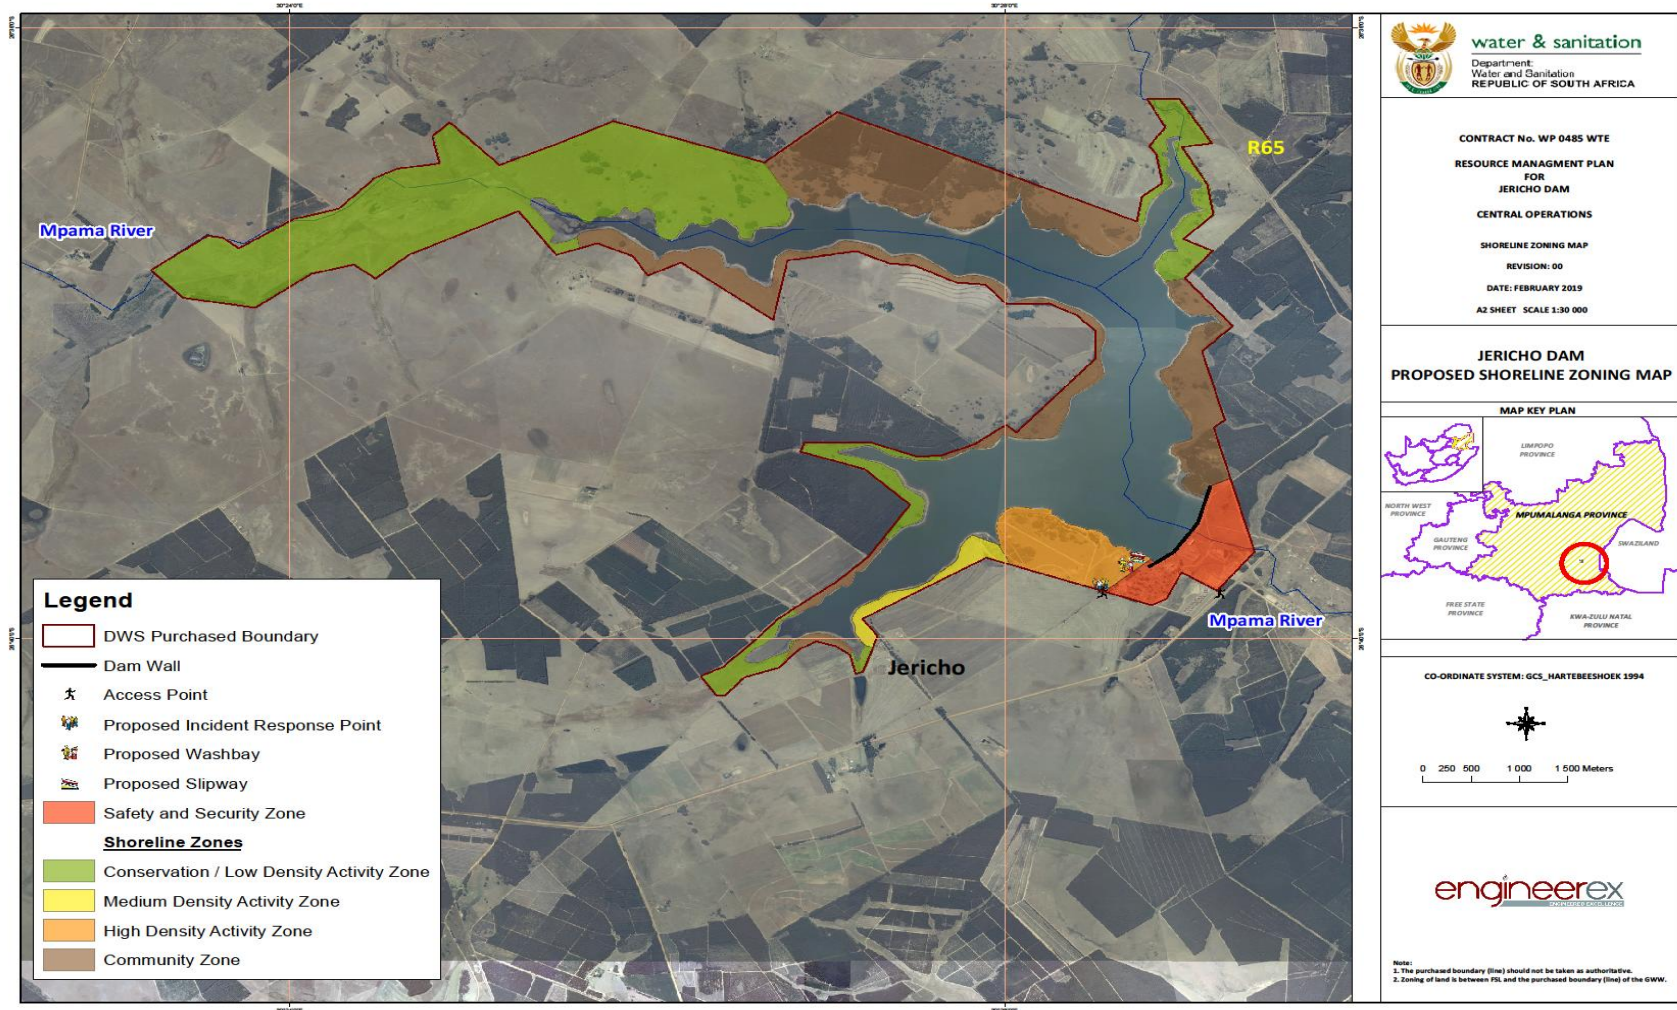 Mpama River
R65
Mpama River
Jericho
Legend
DWS Purchased Boundary
Dam Wall
Access Point
Proposed Incident Response Point
Proposed Washbay
Proposed Slipway
Safety and Security Zone
Shoreline Zones
Conservation / Low Density Activity Zone
Medium Density Activity Zone
High Density Activity Zone
Community Zone
water & sanitation
Department:
Water and Sanitation
REPUBLIC OF SOUTH AFRICA
CONTRACT No. WP 0485 WTE
RESOURCE MANAGMENT PLAN
FOR
JERICHO DAM
CENTRAL OPERATIONS
SHORELINE ZONING MAP
REVISION: 00
DATE: FEBRUARY 2019
A2 SHEET SCALE 1:30 000
JERICHO DAM
PROPOSED SHORELINE ZONING MAP
MAP KEY PLAN
LIMPOPO
PROVINCE
NORTH WEST
PROVINCE
MPUMALANGA PROVINCE
GAUTENG
PROVINCE
SWAZILAND
FREE STATE
PROVINCE
KWA-ZULU NATAL
PROVINCE
CO-ORDINATE SYSTEM: GCS_HARTEBEESHOEK 1994
0 250 500 1 000 1 500 Meters
engineerex
ENGINEERED EXCELLENCE
Note:
1. The purchased boundary (line) should not be taken as authoritative.
2. Zoning of land is between FSL and the purchased boundary (line) of the GWW.